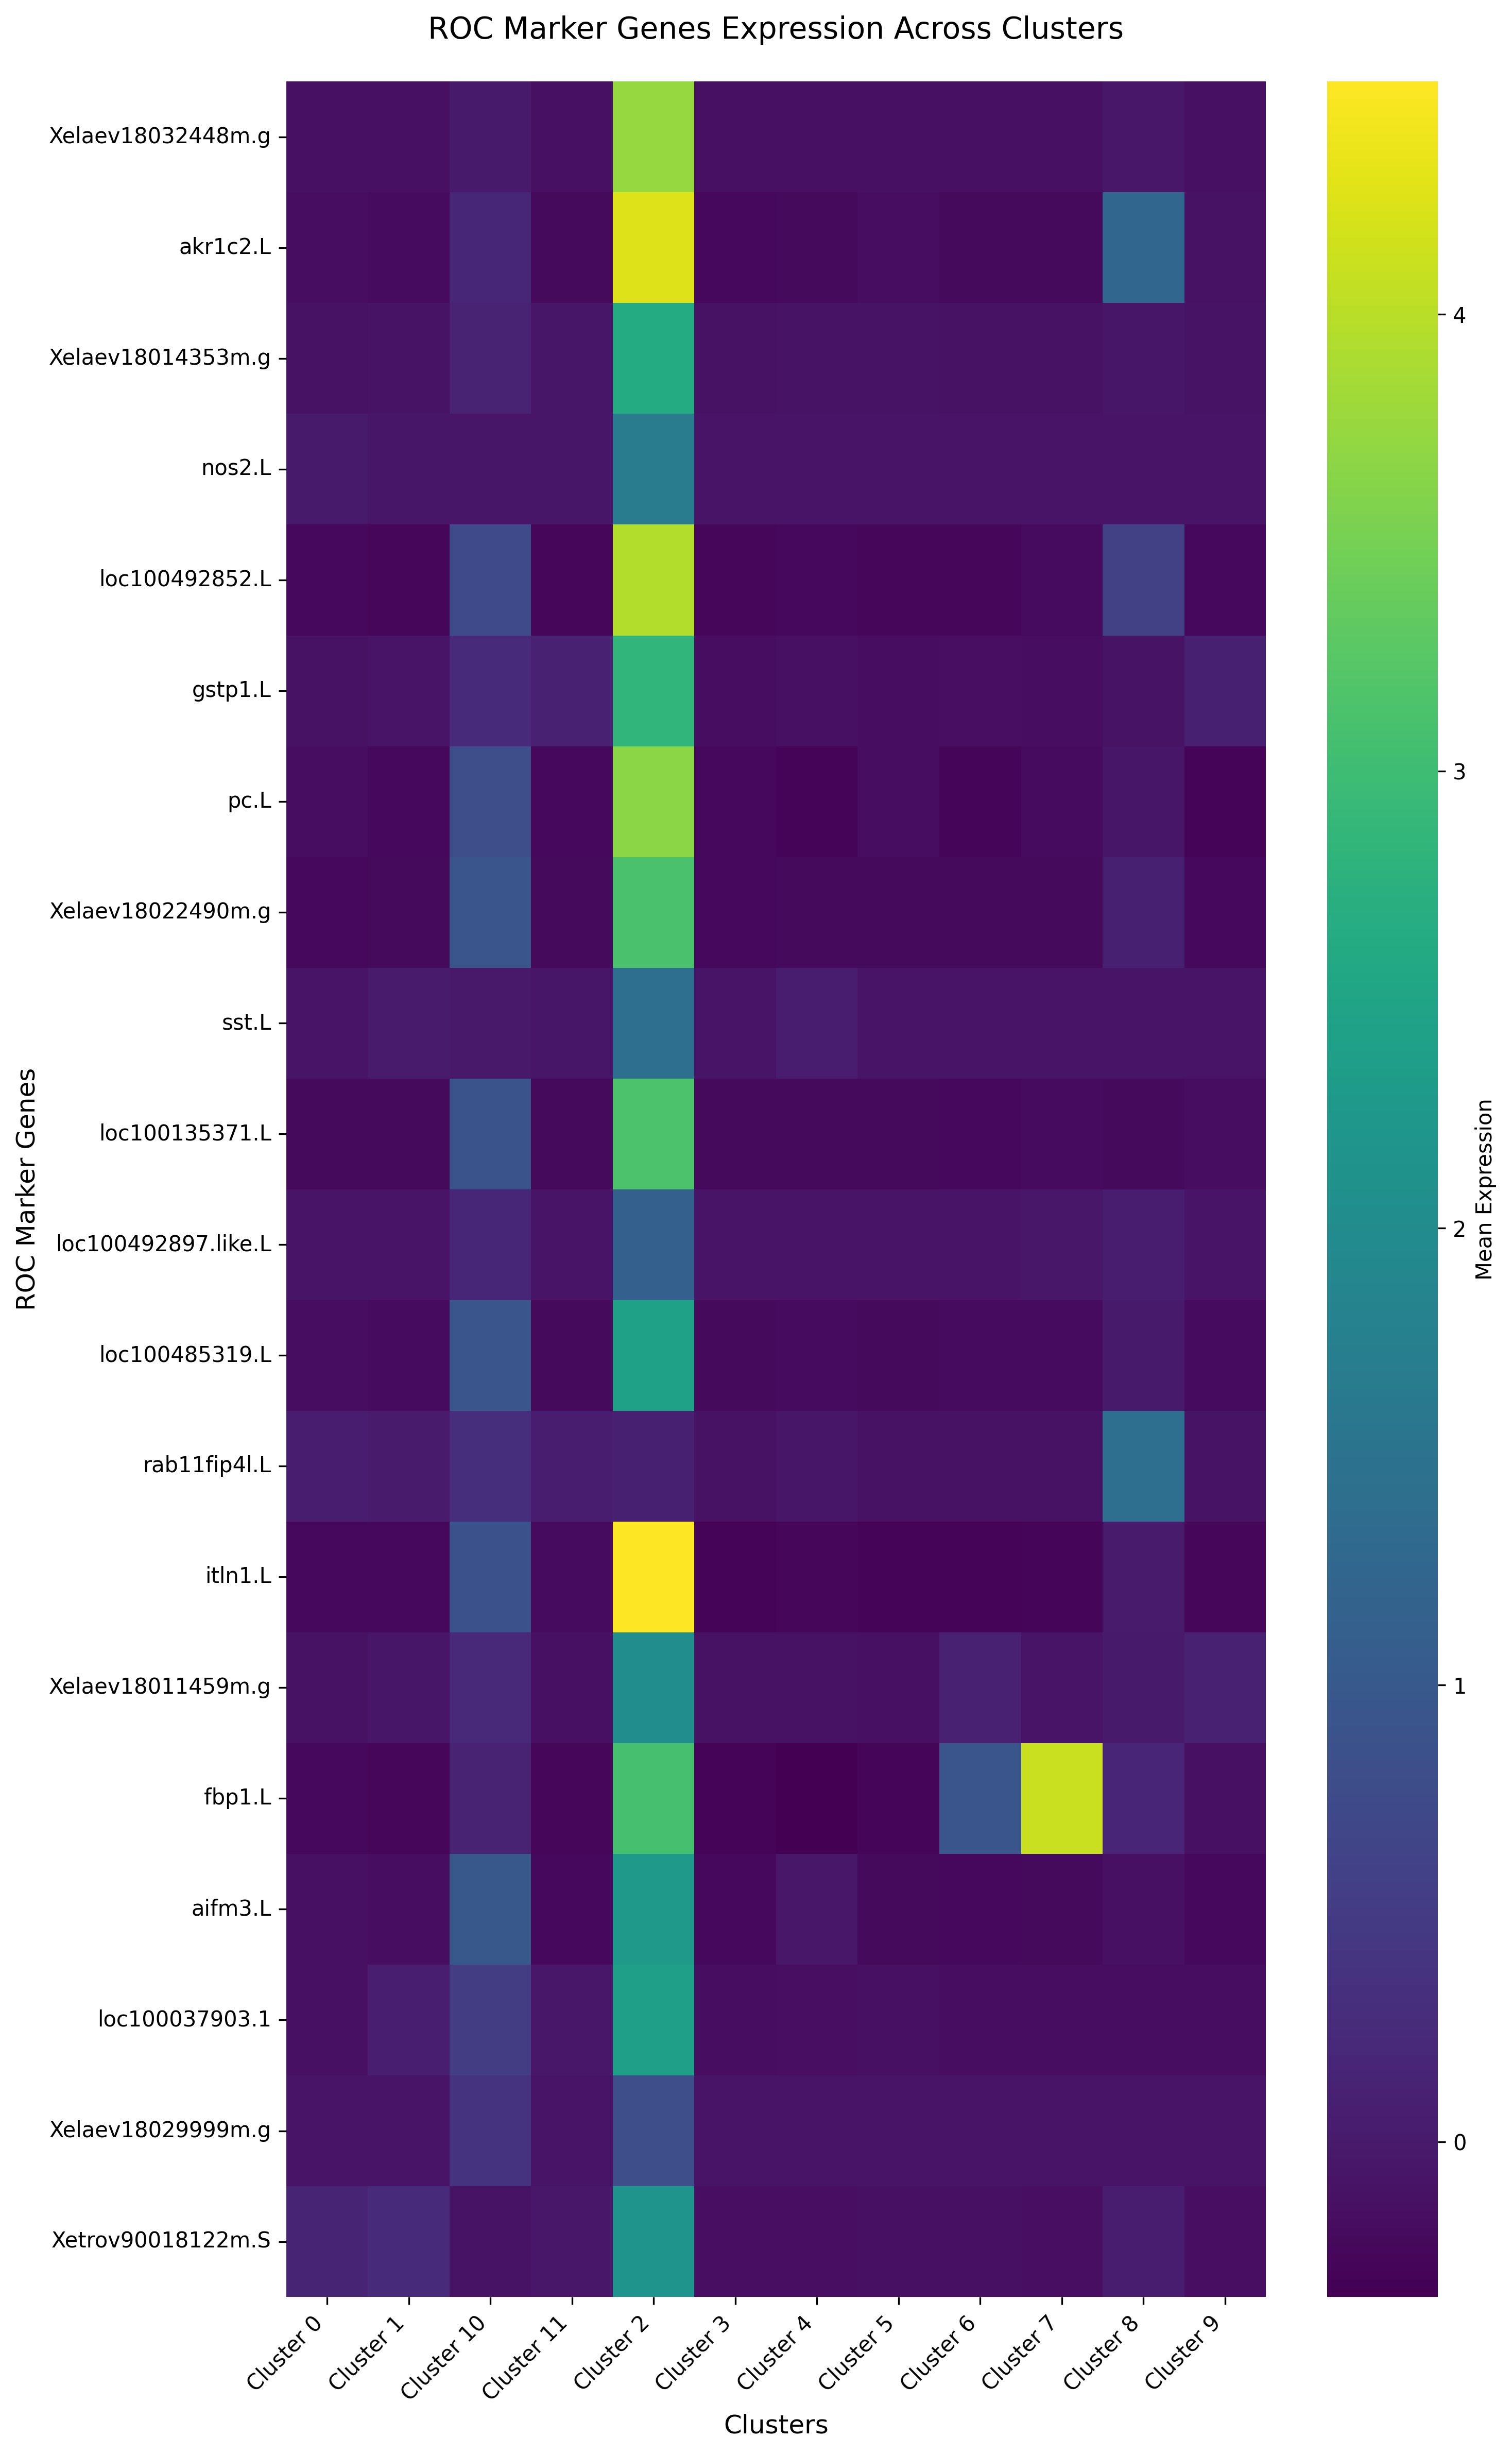 ROC Marker Genes Expression Across Clusters
Xelaev18032448m.g
akr1c2.L
Xelaev18014353m.g
nos2.L
loc100492852.L
gstp1.L
pc.L
Xelaev18022490m.g
sst.L
loc100135371.L
loc100492897.like.L
loc100485319.L
rab11fip4l.L
itln1.L
Xelaev18011459m.g
fbp1.L
aifm3.L
loc100037903.1
Xelaev18029999m.g
Xetrov90018122m.S
ROC Marker Genes
Cluster 0
Cluster 1
Cluster 10
Cluster 11
Cluster 2
Cluster 3
Cluster 4
Cluster 5
Cluster 6
Cluster 7
Cluster 8
Cluster 9
Clusters
4
3
2
1
0
Mean Expression